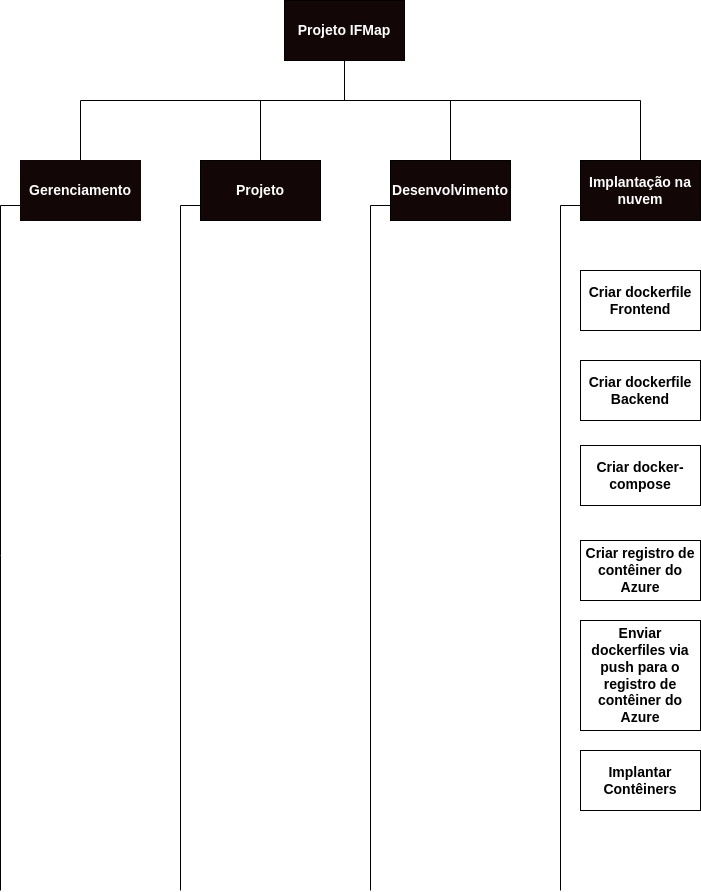 Projeto IFMap
Gerenciamento
Projeto
Desenvolvimento
Implantação na
nuvem
Criar dockerfile
Frontend
Criar dockerfile
Backend
Criar docker-
compose
Criar registro de
contêiner do
Azure
Enviar
dockerfiles via
push para o
registro de
contêiner do
Azure
Implantar
Contêiners